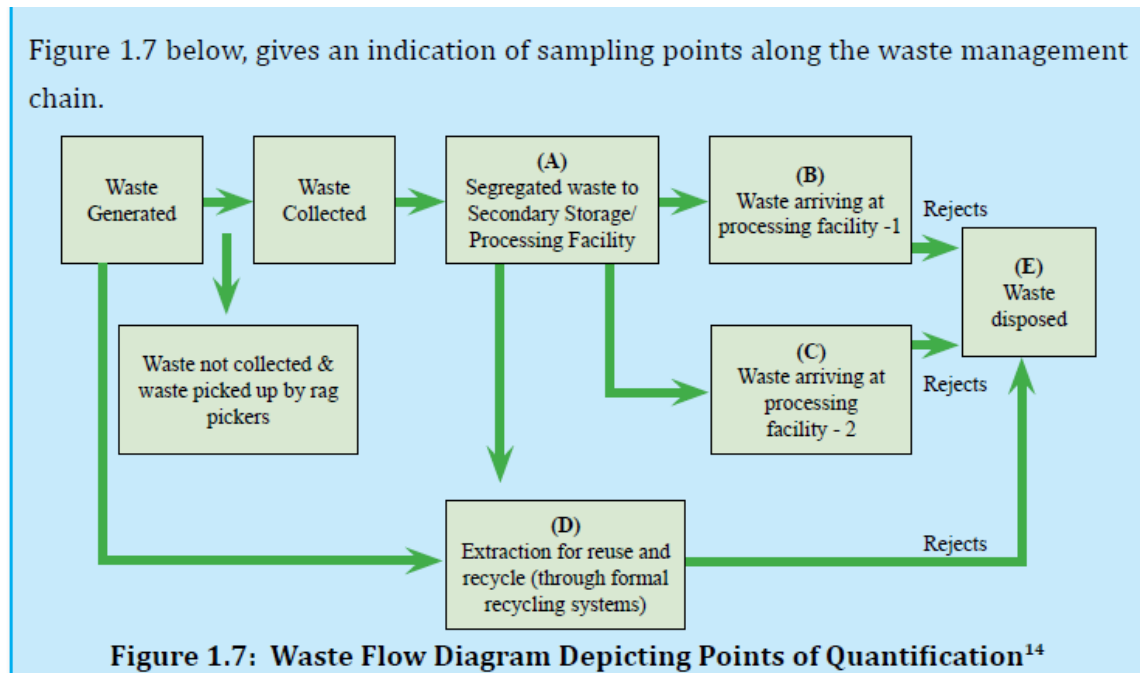 Figure 1.7 below, gives an indication of sampling points along the waste management
chain.
Waste
Generated
Waste
Collected
(A)
Segregated waste to
Secondary Storage/
Processing Facility
(B)
Waste arriving at
processing facility -1
Rejects
(E)
Waste
disposed
Waste not collected &
waste picked up by rag
pickers
(C)
Waste arriving at
processing
facility - 2
Rejects
(D)
Extraction for reuse and
recycle (through formal
recycling systems)
Rejects
Figure 1.7: Waste Flow Diagram Depicting Points of Quantification¹⁴